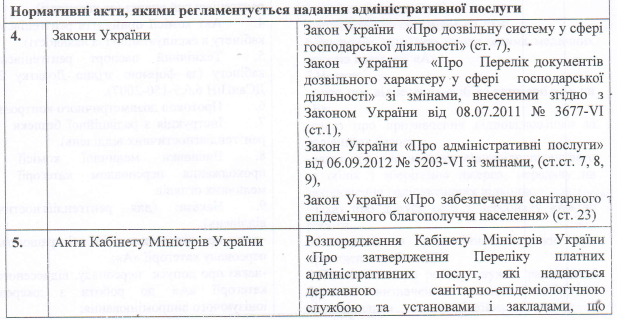 Нормативні акти, якими регламентується надання адміністративної послуги
4.
Закони України
Закон України «Про дозвільну систему у сфері
господарської діяльності» (ст. 7),
Закон України «Про Перелік документів
дозвільного характеру у сфері господарської
діяльності» зі змінами, внесеними згідно з
Законом України від 08.07.2011 № 3677-VI
(ст.1),
Закон України «Про адміністративні послуги»
від 06.09.2012 № 5203-VI зі змінами, (ст.ст. 7, 8,
9),
Закон України «Про забезпечення санітарного т
епідемічного благополуччя населення» (ст. 23)
5.
Акти Кабінету Міністрів України
Розпорядження Кабінету Міністрів України
«Про затвердження Переліку платних
адміністративних послуг, які надаються
державною санітарно-епідеміологічною
службою та установами і закладами, що